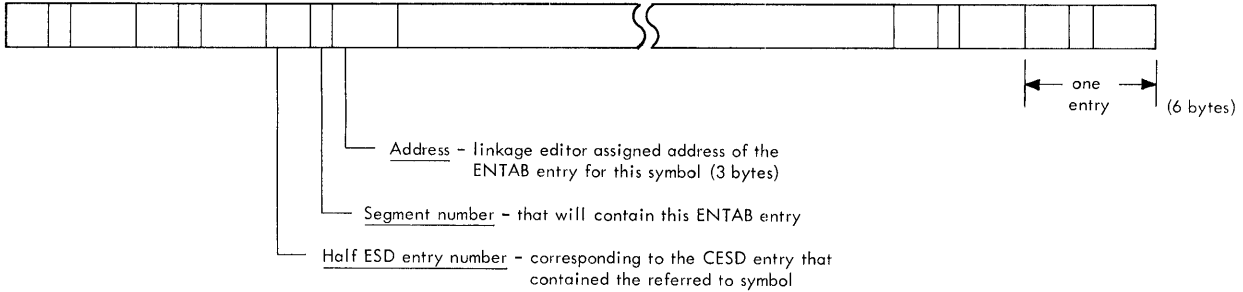 one
entry
(6 bytes)
Address - linkage editor assigned address of the
ENTAB entry for this symbol (3 bytes)
Segment number - that will contain this ENTAB entry
Half ESD entry number - corresponding to the CESD entry that
contained the referred to symbol